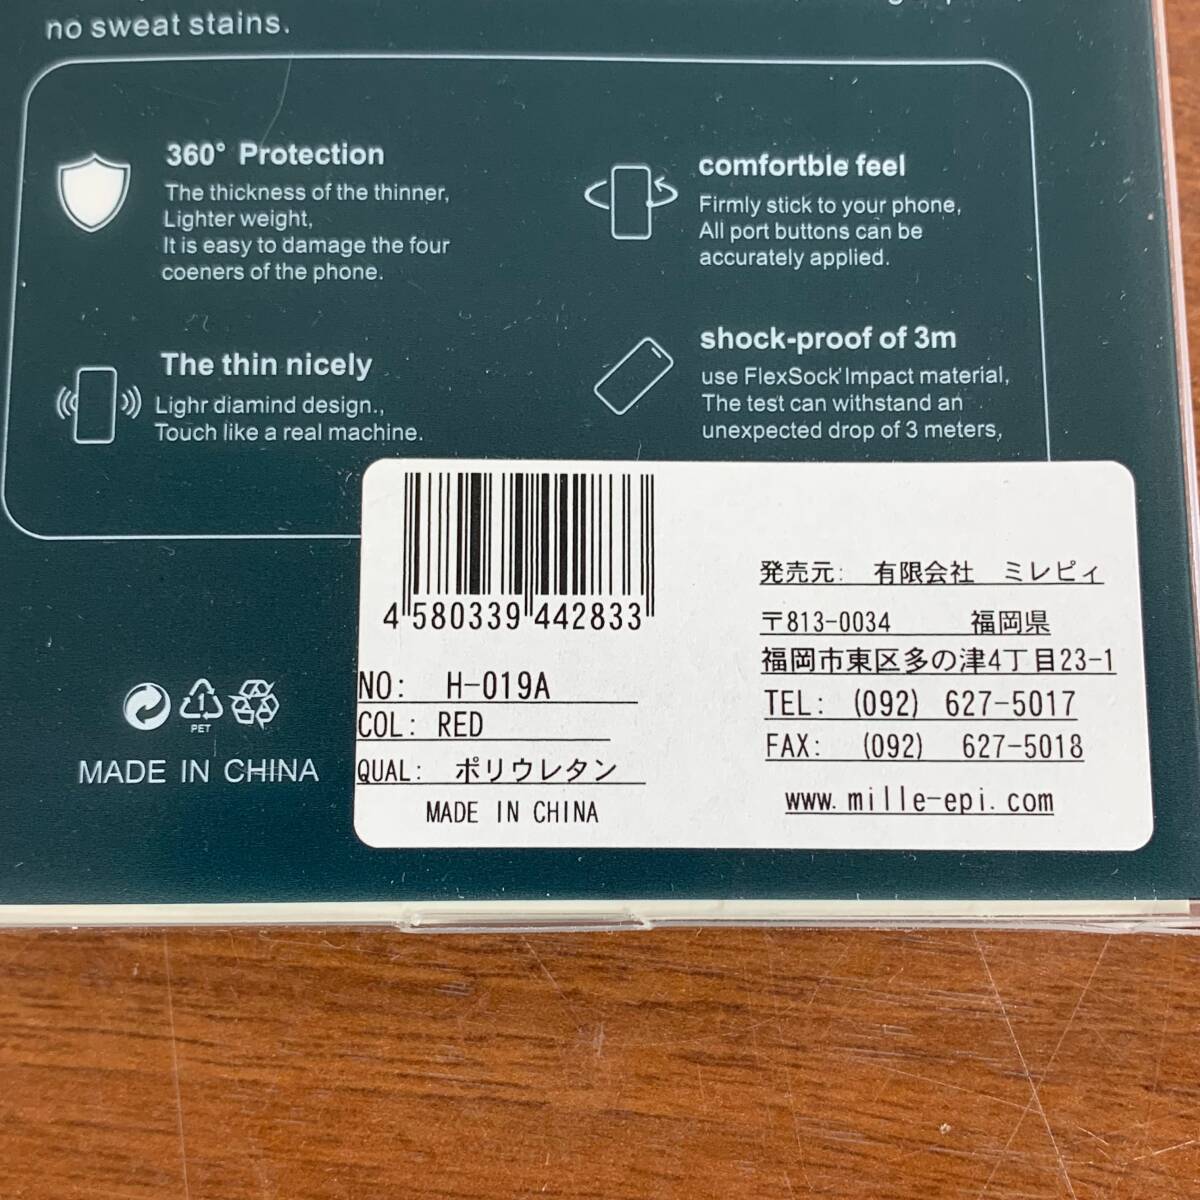 no sweat stains.
360° Protection
The thickness of the thinner,
Lighter weight,
It is easy to damage the four
coeners of the phone.
comfortble feel
Firmly stick to your phone,
All port buttons can be
accurately applied.
The thin nicely
Lighr diamind design.,
Touch like a real machine.
shock-proof of 3m
use FlexSock' Impact material,
The test can withstand an
unexpected drop of 3 meters,
4 580339 442833
NO: H-019A
COL: RED
QUAL: ポリウレタン
MADE IN CHINA
発売元: 有限会社 ミレピィ
〒813-0034 福岡県
福岡市東区多の津4丁目23-1
TEL: (092) 627-5017
FAX: (092) 627-5018
www.mille-epi.com
1
PET
MADE IN CHINA